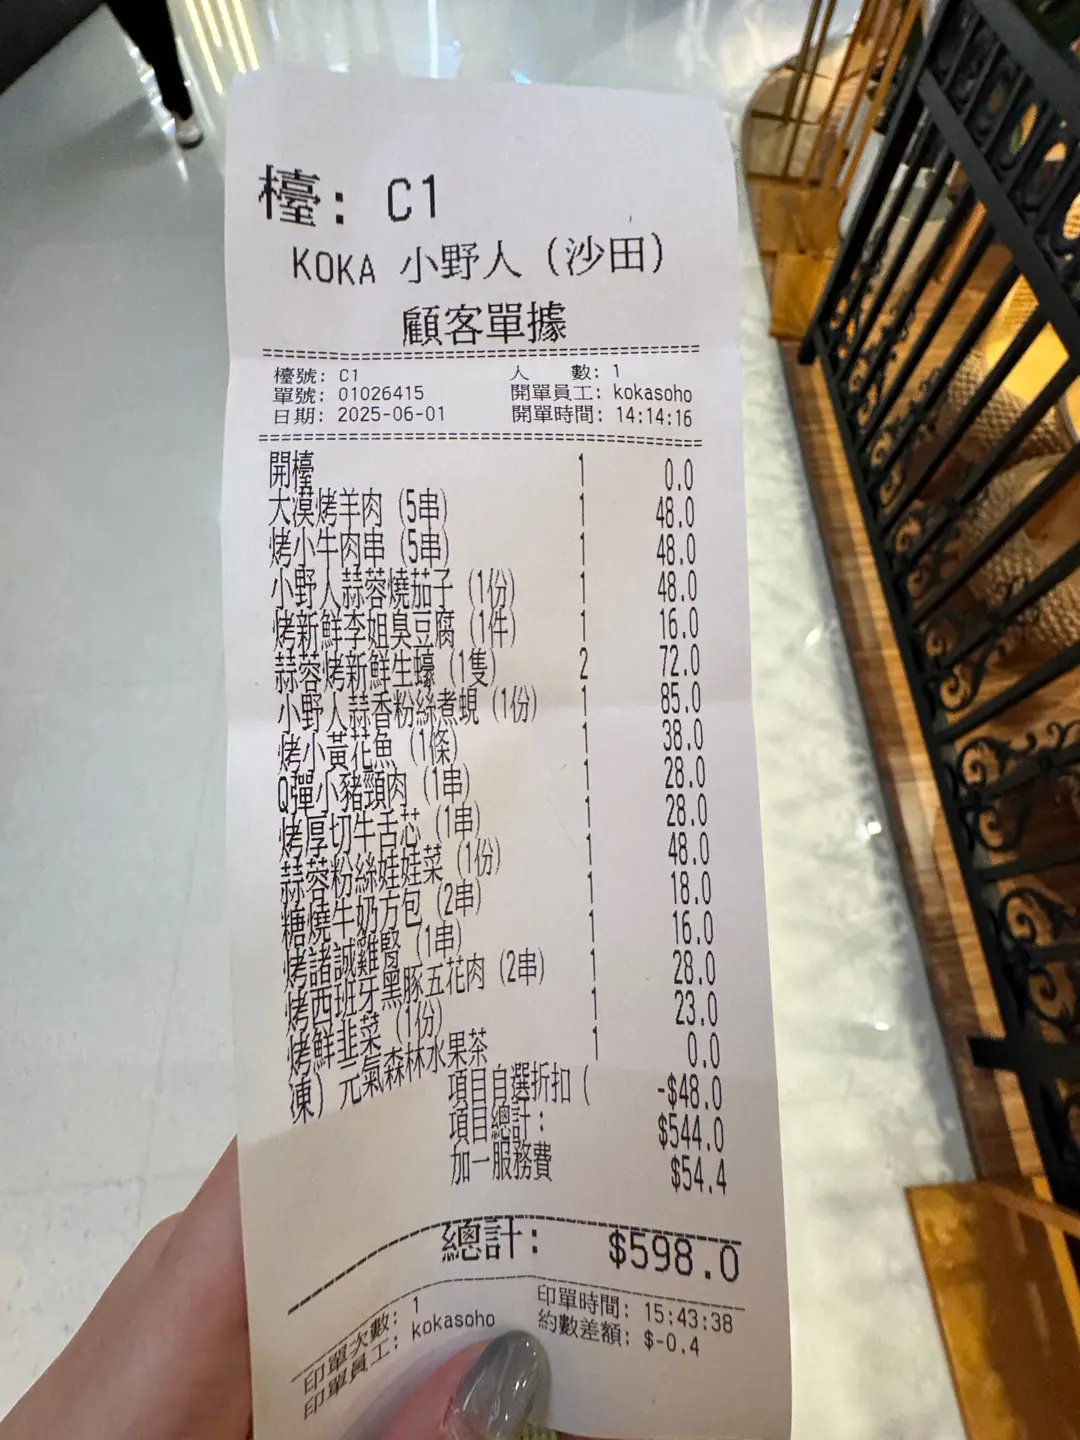 檯: C1
KOKA 小野人 (沙田)
顧客單據
檯號: C1 人 數: 1
單號: 01026415 開單員工: kokasoho
日期: 2025-06-01 開單時間: 14:14:16
開檯 1 0.0
大漠烤羊肉 (5串) 1 48.0
烤小牛肉串 (5串) 1 48.0
小野人蒜蓉燒茄子 (1份) 1 48.0
烤新鮮李姐臭豆腐 (1件) 1 16.0
蒜蓉烤新鮮生蠔 (1隻) 2 72.0
小野人蒜香粉絲煮蜆 (1份) 1 85.0
烤小黃花魚 (1條) 1 38.0
Q彈小豬頸肉 (1串) 1 28.0
烤厚切牛舌芯 (1串) 1 28.0
蒜蓉粉絲娃娃菜 (1份) 1 48.0
糖燒牛奶方包 (2串) 1 18.0
烤諸誠雞腎 (1串) 1 16.0
烤西班牙黑豚五花肉 (2串) 1 28.0
烤鮮韭菜 (1份) 1 23.0
凍) 元氣森林水果茶 1 0.0
項目自選折扣 ( -$48.0
項目總計: $544.0
加一服務費 $54.4
總計: $598.0
印單次數: 1 印單時間: 15:43:38
印單員工: kokasoho 約數差額: $-0.4